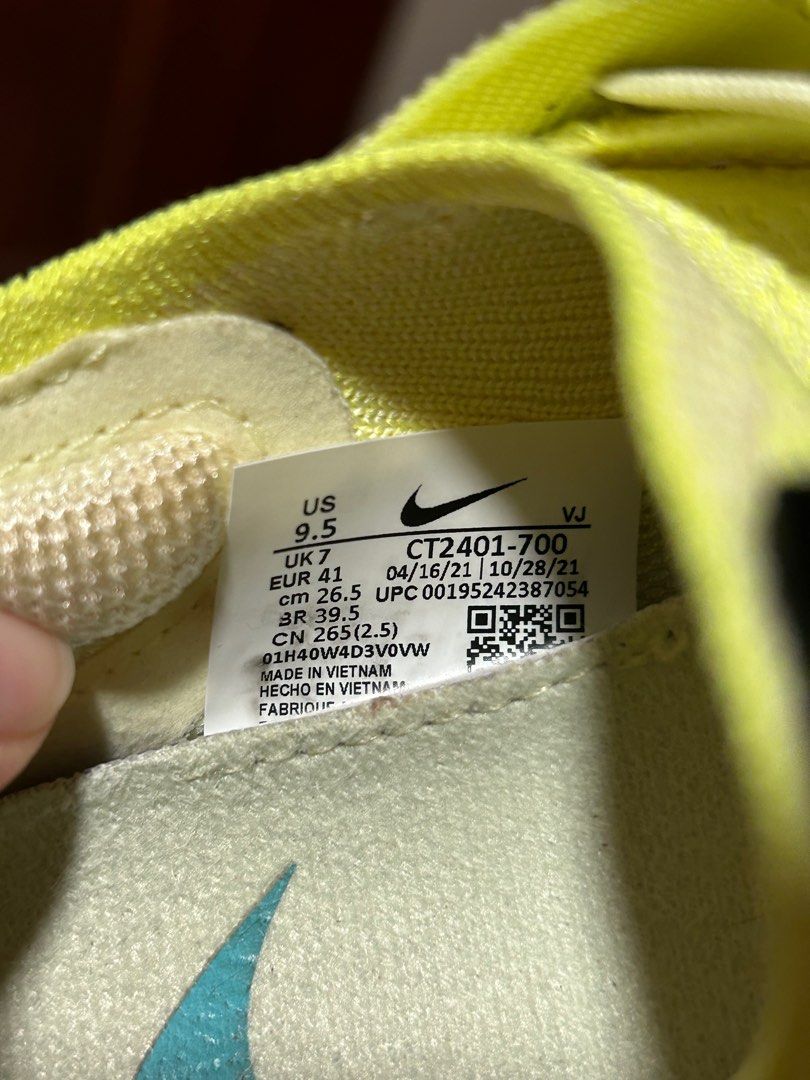 US
9.5
VJ
UK 7
CT2401-700
EUR 41
04/16/21 | 10/28/21
cm 26.5
UPC 00195242387054
BR 39.5
CN 265(2.5)
01H40W4D3V0VW
MADE IN VIETNAM
HECHO EN VIETNAM